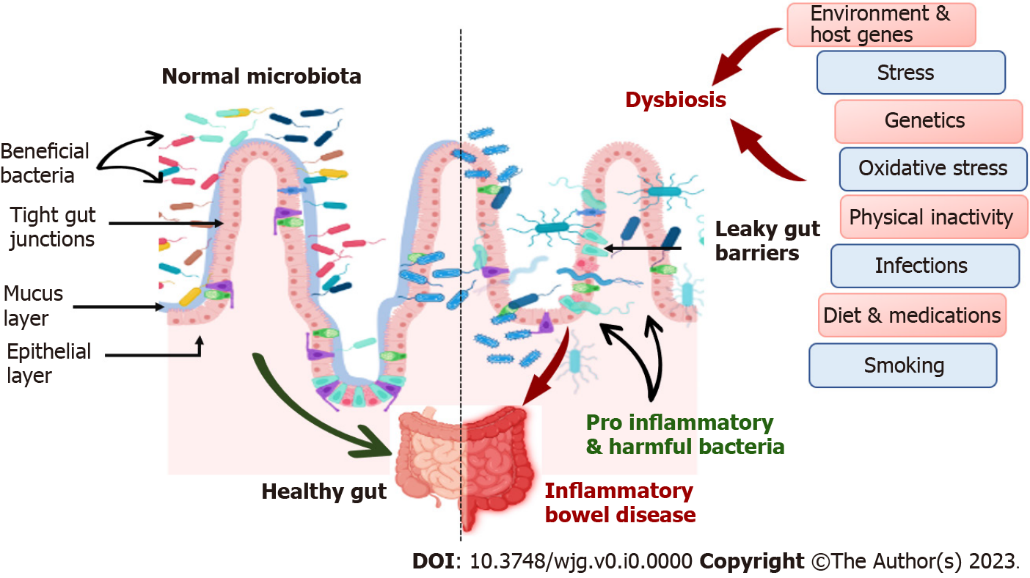 Normal microbiota
Beneficial
bacteria
Tight gut
junctions
Mucus
layer
Epithelial
layer
Healthy gut
Dysbiosis
Leaky gut
barriers
Pro inflammatory
& harmful bacteria
Inflammatory
bowel disease
Environment &
host genes
Stress
Genetics
Oxidative stress
Physical inactivity
Infections
Diet & medications
Smoking
DOI: 10.3748/wjg.v0.i0.0000 Copyright ©The Author(s) 2023.